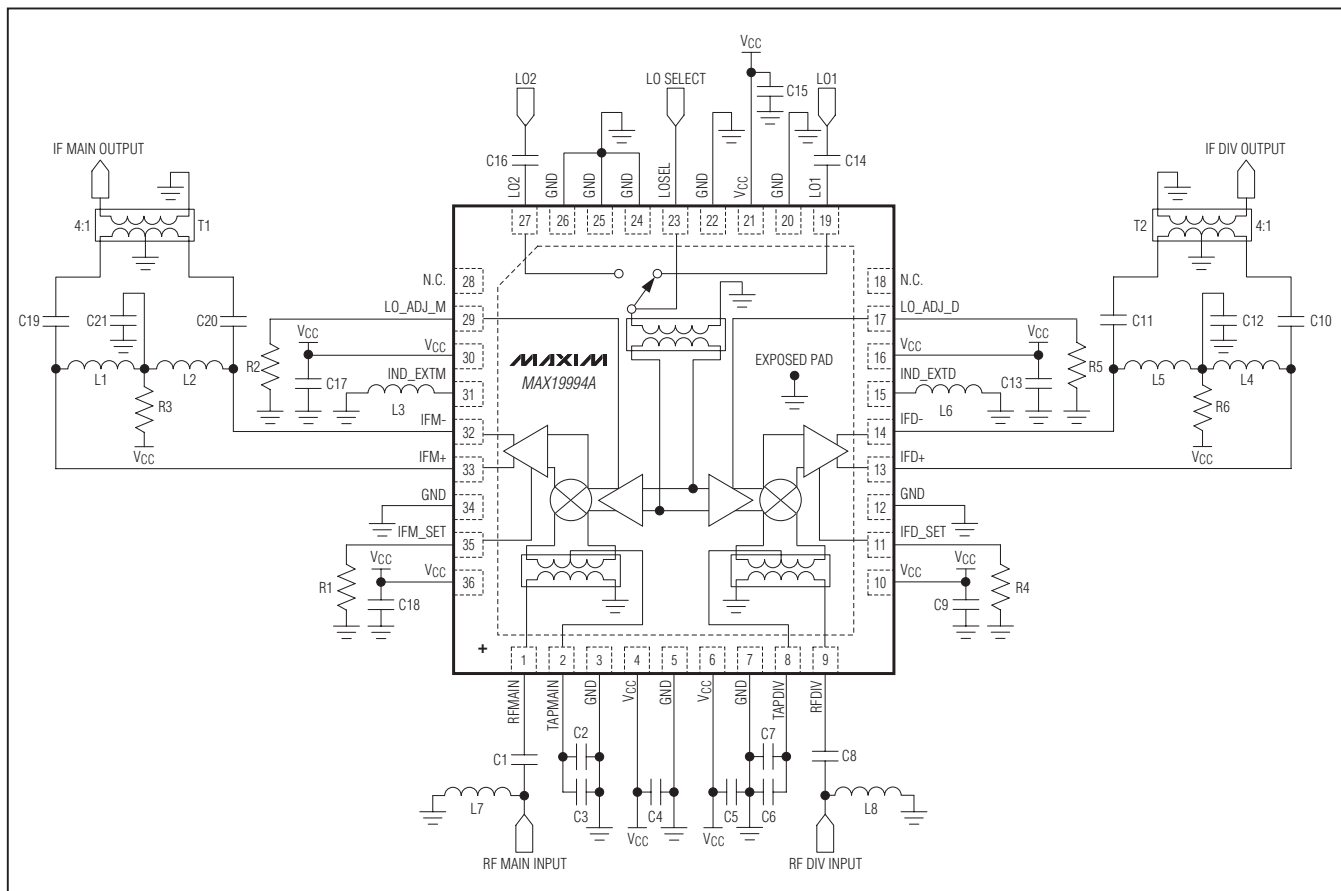 VCC
LO2
LO SELECT
C15
LO1
IF MAIN OUTPUT
IF DIV OUTPUT
C16
C14
LO2
GND
GND
GND
LOSEL
GND
VCC
GND
LO1
4:1
T1
T2
4:1
27
26
25
24
23
22
21
20
19
N.C.
28
18
N.C.
C19
C21
C20
LO_ADJ_M
29
17
LO_ADJ_D
C11
C12
C10
R2
VCC
VCC
30
MAXIM
MAX19994A
EXPOSED PAD
16
VCC
VCC
R5
L1
L2
C17
IND_EXTM
31
15
IND_EXTD
C13
L5
L4
R3
L3
L6
R6
VCC
IFM-
32
14
IFD-
VCC
IFM+
33
13
IFD+
GND
34
12
GND
IFM_SET
35
11
IFD_SET
R1
VCC
VCC
36
10
VCC
VCC
R4
C18
C9
+
1
2
3
4
5
6
7
8
9
RFMAIN
TAPMAIN
GND
VCC
GND
VCC
GND
TAPDIV
RFDIV
C1
C2
C7
C8
L7
C3
C4
C5
C6
L8
VCC
VCC
RF MAIN INPUT
RF DIV INPUT